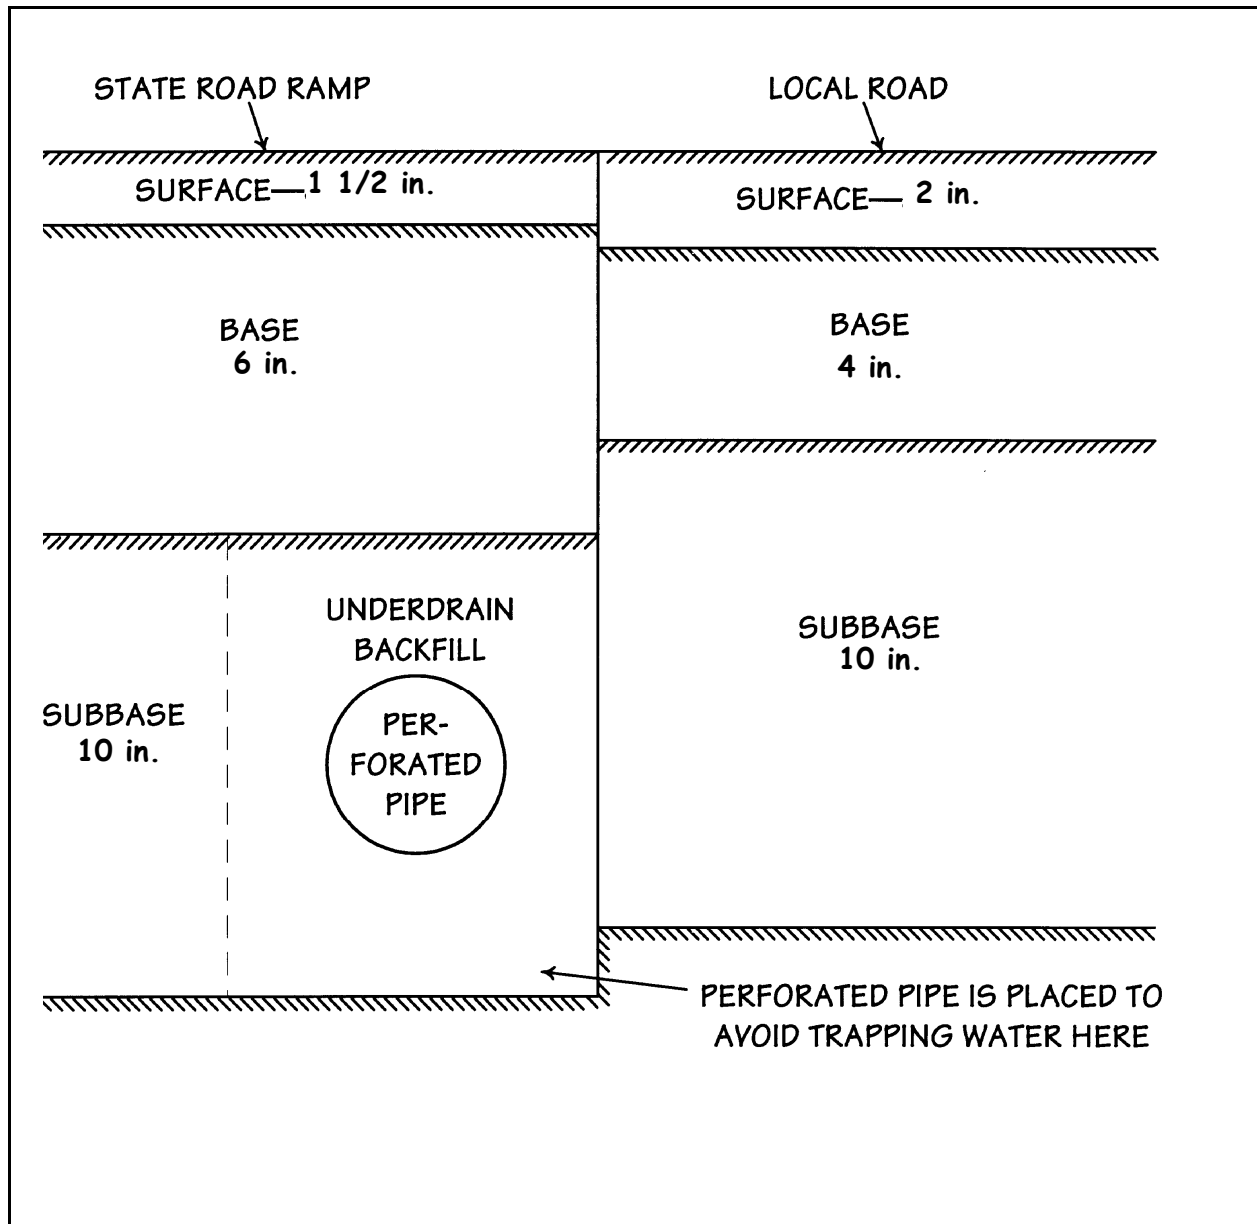 STATE ROAD RAMP
LOCAL ROAD
SURFACE—1 1/2 in.
SURFACE— 2 in.
BASE
6 in.
BASE
4 in.
UNDERDRAIN
BACKFILL
SUBBASE
10 in.
SUBBASE
10 in.
PER-
FORATED
PIPE
PERFORATED PIPE IS PLACED TO
AVOID TRAPPING WATER HERE